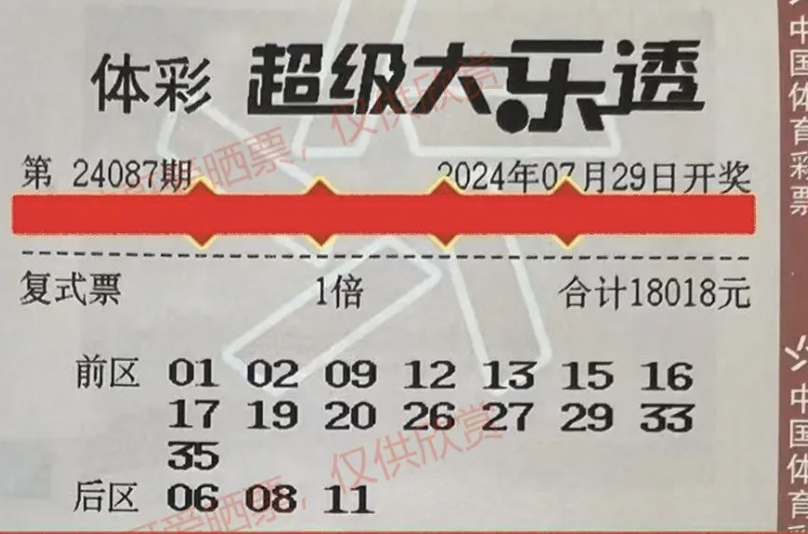 体彩 超级大乐透
第 24087期 2024年07月29日开奖
复式票 1倍 合计18018元
前区 01 02 09 12 13 15 16
17 19 20 26 27 29 33
35
后区 06 08 11
晒票，仅供欣赏
爱晒票，仅供欣赏
中国体育彩票
中国体育